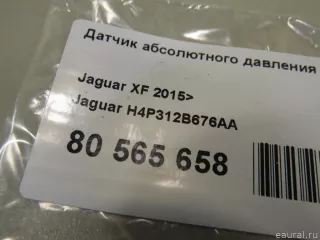 Датчик абсолютного давления
Jaguar XF 2015>
Jaguar H4P312B676AA
80 565 658
eaural.ru